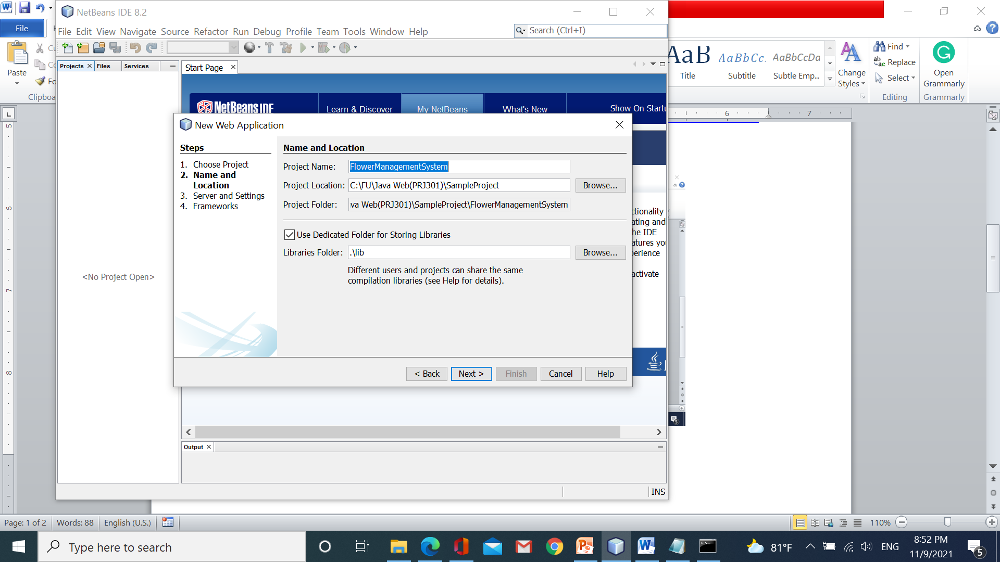 NetBeans IDE 8.2
File
File Edit View Navigate Source Refactor Run Debug Profile Team Tools Window Help
Search (Ctrl+I)
Paste
Clipboa
Projects
Files
Services
Start Page
<No Project Open>
NetBeans IDE
Learn & Discover
My NetBeans
What's New
Show On Startu
New Web Application
Steps
1. Choose Project
2. Name and
Location
3. Server and Settings
4. Frameworks
Name and Location
Project Name: FlowerManagementSystem
Project Location: C:\FU\Java Web(PRJ301)\SampleProject Browse...
Project Folder: va Web(PRJ301)\SampleProject\FlowerManagementSystem
Use Dedicated Folder for Storing Libraries
Libraries Folder: .\lib Browse...
Different users and projects can share the same
compilation libraries (see Help for details).
< Back Next > Finish Cancel Help
ctionality
ating and
he IDE
atures you
perience
activate
Output
INS
AaB AaBbCc. AaBbCcDa
Title Subtitle Subtle Emp...
Change
Styles
Find
Replace
Select
Editing
Open
Grammarly
Grammarly
6 7
5
6
7
8
Page: 1 of 2 Words: 88 English (U.S.) 110%
Type here to search
81°F ENG
8:52 PM
11/9/2021
5